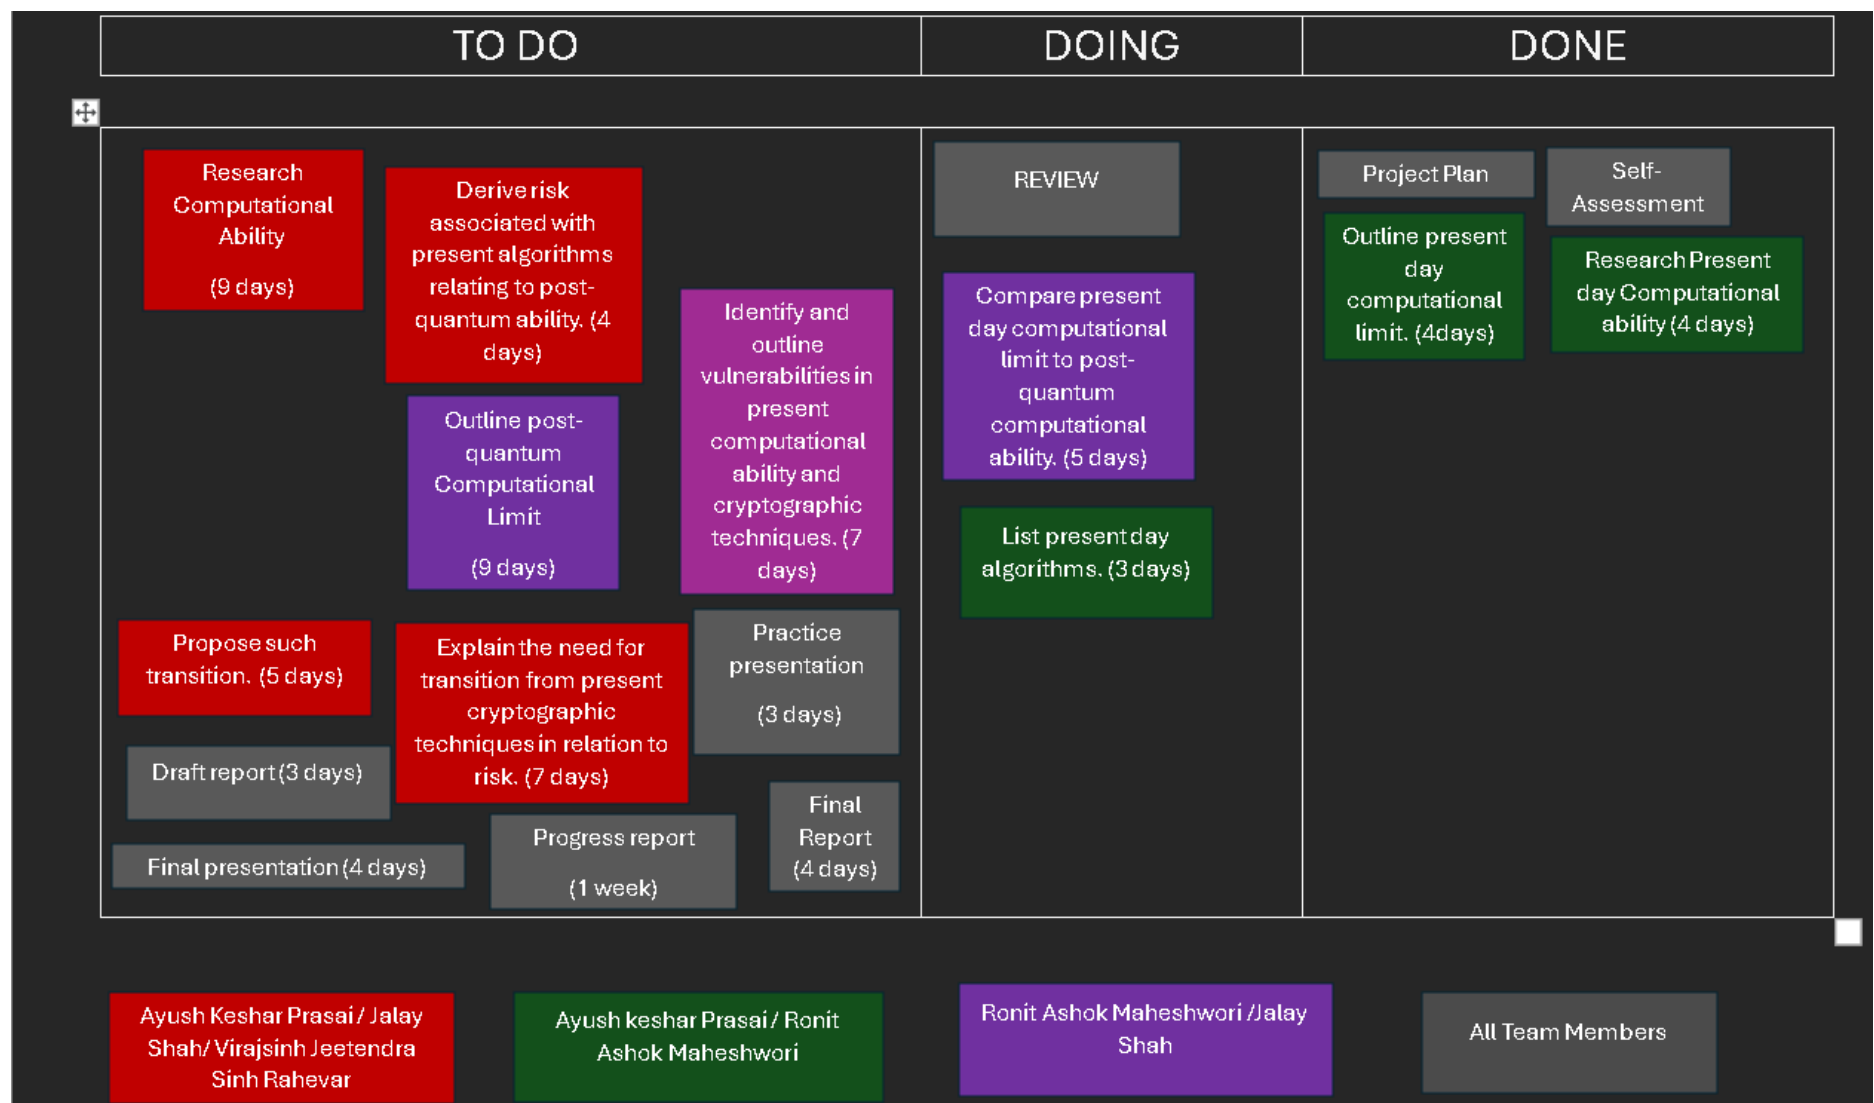 TO DO
DOING
DONE
Research
Computational
Ability
(9 days)
Derive risk
associated with
present algorithms
relating to post-
quantum ability. (4
days)
Identify and
outline
vulnerabilities in
present
computational
ability and
cryptographic
techniques. (7
days)
Outline post-
quantum
Computational
Limit
(9 days)
Propose such
transition. (5 days)
Explain the need for
transition from present
cryptographic
techniques in relation to
risk. (7 days)
Practice
presentation
(3 days)
Draft report (3 days)
Final presentation (4 days)
Progress report
(1 week)
Final
Report
(4 days)
REVIEW
Compare present
day computational
limit to post-
quantum
computational
ability. (5 days)
List present day
algorithms. (3 days)
Project Plan
Self-
Assessment
Outline present
day
computational
limit. (4days)
Research Present
day Computational
ability (4 days)
Ayush Keshar Prasai / Jalay
Shah/ Virajsinh Jeetendra
Sinh Rahevar
Ayush keshar Prasai / Ronit
Ashok Maheshwori
Ronit Ashok Maheshwori /Jalay
Shah
All Team Members